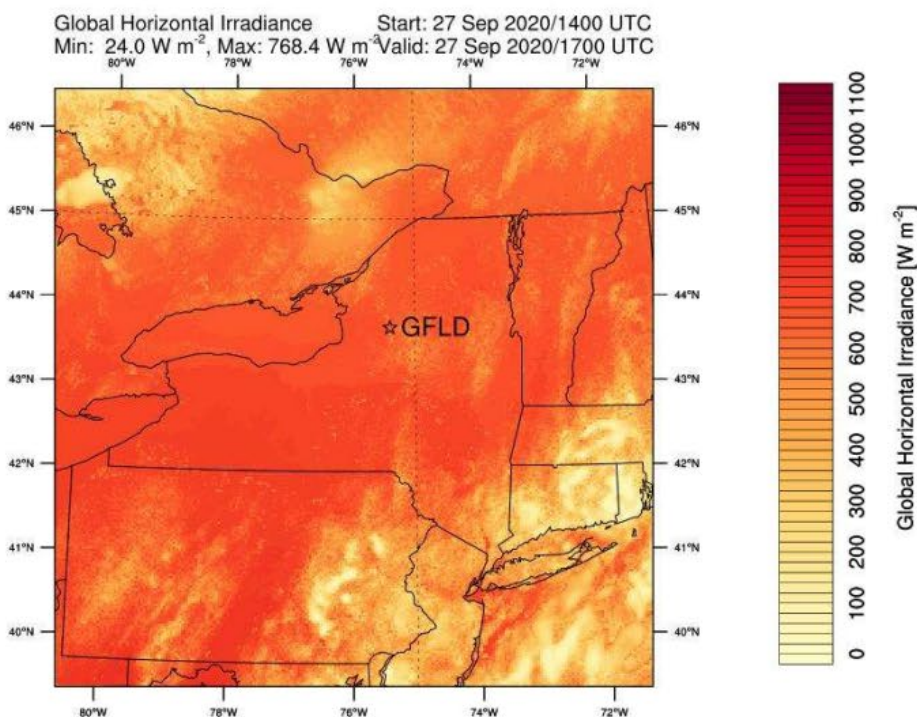 Global Horizontal Irradiance Start: 27 Sep 2020/1400 UTC
Min: 24.0 W m-2, Max: 768.4 W m-2 Valid: 27 Sep 2020/1700 UTC
80°W 78°W 76°W 74°W 72°W
46°N 46°N
45°N 45°N
44°N 44°N
GFLD
43°N 43°N
42°N 42°N
41°N 41°N
40°N 40°N
80°W 78°W 76°W 74°W 72°W
1100
1000
900
800
700
600
500
400
300
200
100
0
Global Horizontal Irradiance [W m-2]